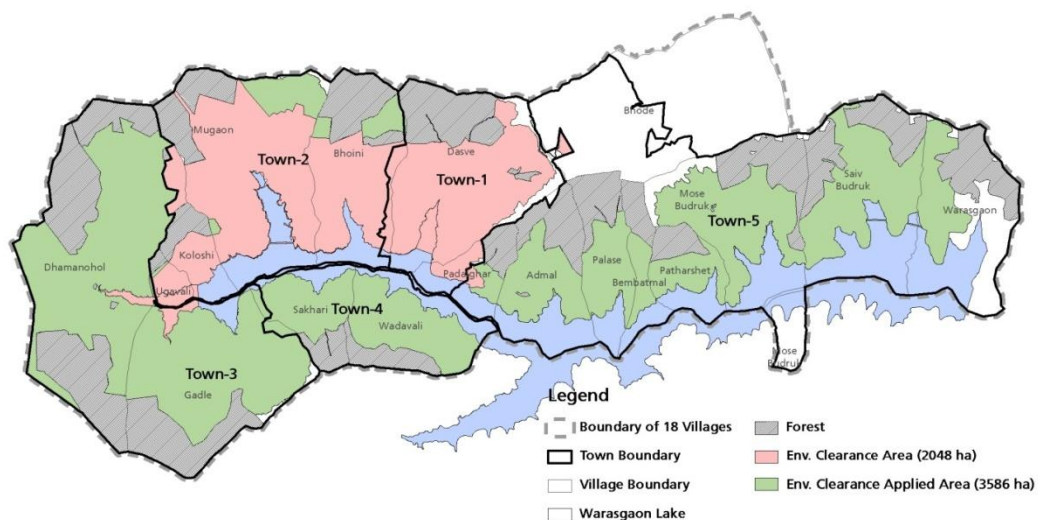 Bhode
Mugaon
Town-2
Bhoini
Dasve
Town-1
Saiv
Budruk
Mose
Budruk
Town-5
Warasgaon
Koloshi
Dhamanohol
Ugavali
Padalghar
Admal
Palase
Bembatmal
Patharshet
Sakhari
Town-4
Wadavali
Town-3
Gadle
Mose
Budruk
Legend
Boundary of 18 Villages
Town Boundary
Village Boundary
Warasgaon Lake
Forest
Env. Clearance Area (2048 ha)
Env. Clearance Applied Area (3586 ha)